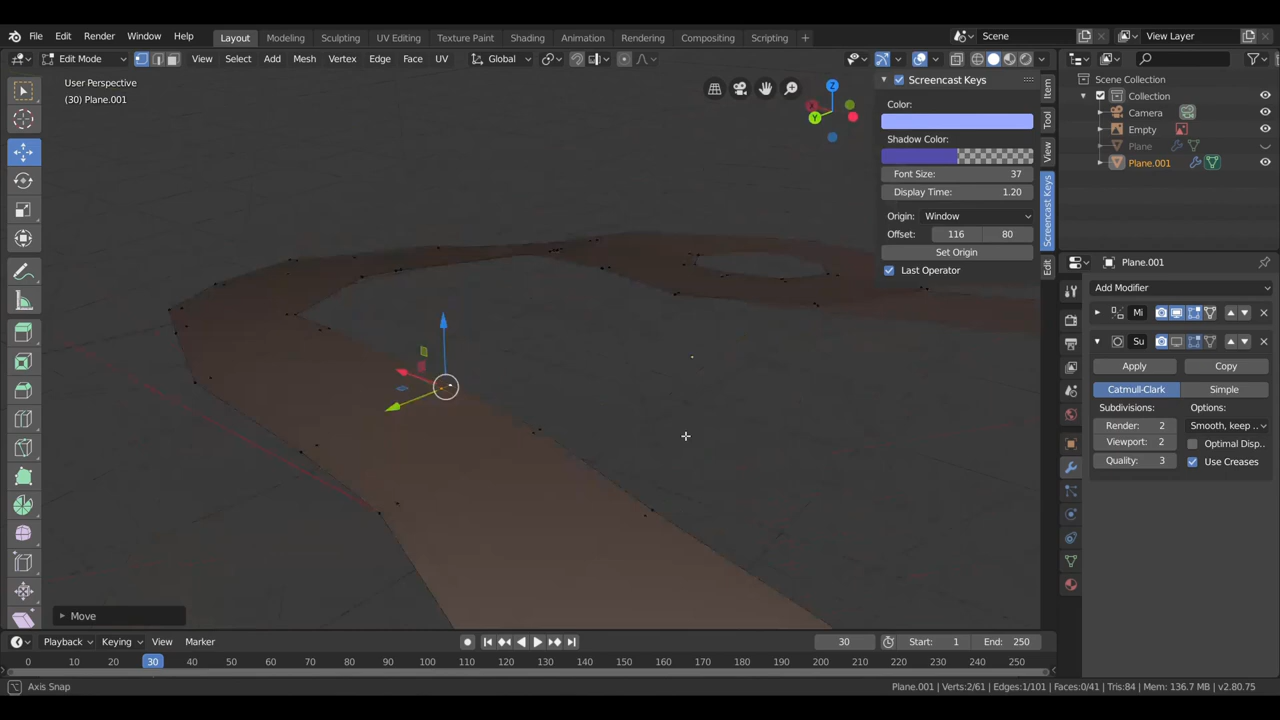 File Edit Render Window Help Layout Modeling Sculpting UV Editing Texture Paint Shading Animation Rendering Compositing Scripting + Scene View Layer
Edit Mode View Select Add Mesh Vertex Edge Face UV Global
User Perspective
(30) Plane.001
Z
X
Y
Screencast Keys
Color:
Shadow Color:
Font Size: 37
Display Time: 1.20
Origin: Window
Offset: 116 80
Set Origin
Last Operator
Item
Tool
View
Screencast Keys
Edit
Scene Collection
Collection
Camera
Empty
Plane
Plane.001
Plane.001
Add Modifier
Mi
Su
Apply Copy
Catmull-Clark Simple
Subdivisions: Options:
Render: 2 Smooth, keep ..
Viewport: 2 Optimal Disp..
Quality: 3 Use Creases
Move
Playback Keying View Marker 30 Start: 1 End: 250
0 10 20 30 40 50 60 70 80 90 100 110 120 130 140 150 160 170 180 190 200 210 220 230 240 250
Axis Snap Plane.001 | Verts:2/61 | Edges:1/101 | Faces:0/41 | Tris:84 | Mem: 136.7 MB | v2.80.75